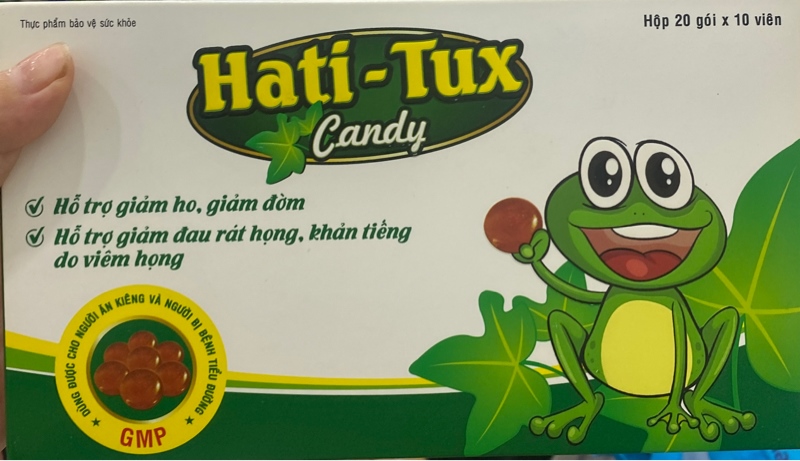 Thực phẩm bảo vệ sức khỏe
Hộp 20 gói x 10 viên
Hati-Tux
Candy
Hỗ trợ giảm ho, giảm đờm
Hỗ trợ giảm đau rát họng, khản tiếng
do viêm họng
DÙNG ĐƯỢC CHO NGƯỜI ĂN KIÊNG VÀ NGƯỜI BỊ BỆNH TIỂU ĐƯỜNG
GMP